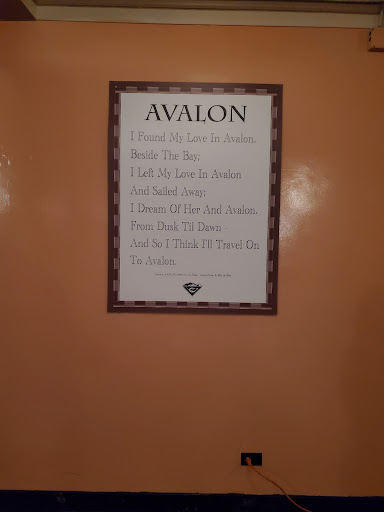 AVALON
I Found My Love In Avalon,
Beside The Bay;
I Left My Love In Avalon
And Sailed Away;
I Dream Of Her And Avalon,
From Dusk Til Dawn -
And So I Think I'll Travel On
To Avalon.